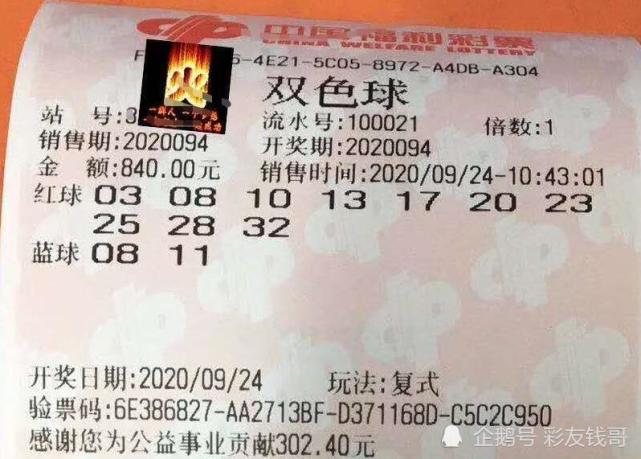 中国福利彩票
CHINA WELFARE LOTTERY
-4E21-5C05-8972-A4DB-A304
双色球
站 号:3 流水号:100021 倍数:1
销售期:2020094 开奖期:2020094
金 额:840.00元 销售时间:2020/09/24-10:43:01
红球 03 08 10 13 17 20 23
25 28 32
蓝球 08 11
开奖日期:2020/09/24 玩法:复式
验票码:6E386827-AA2713BF-D371168D-C5C2C950
感谢您为公益事业贡献302.40元
企鹅号 彩友钱哥